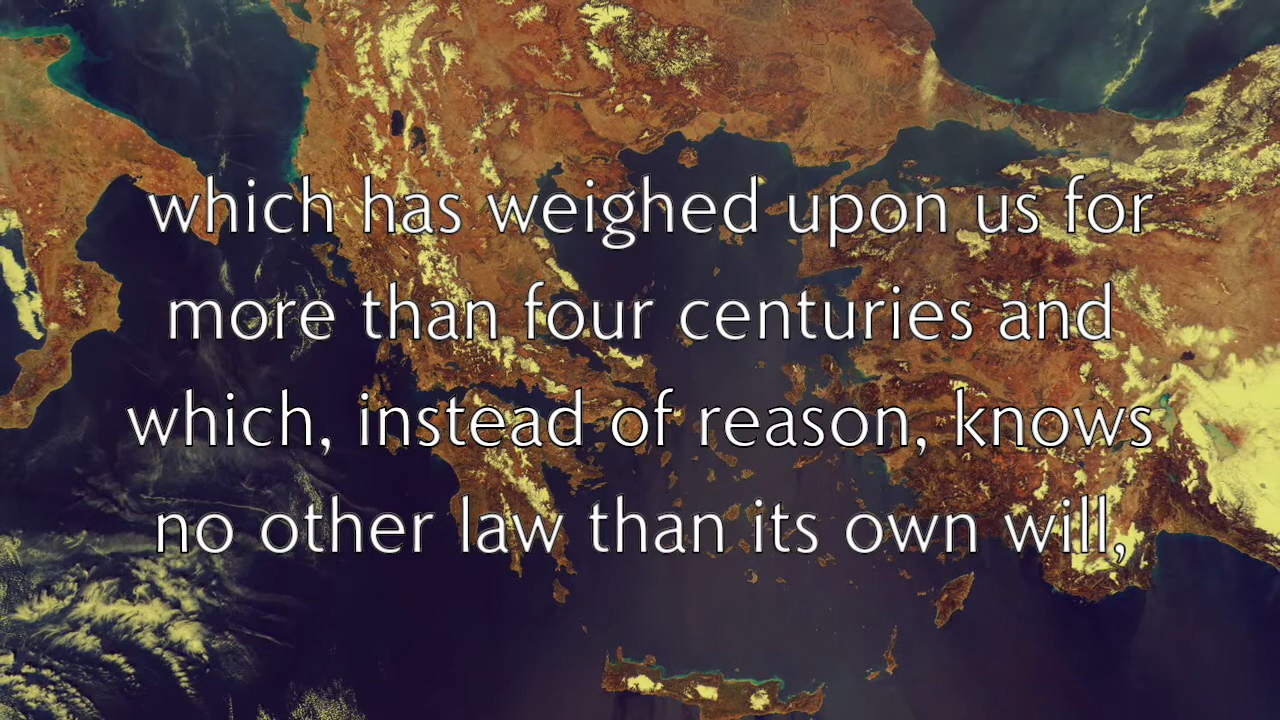 which has weighed upon us for
more than four centuries and
which, instead of reason, knows
no other law than its own will,